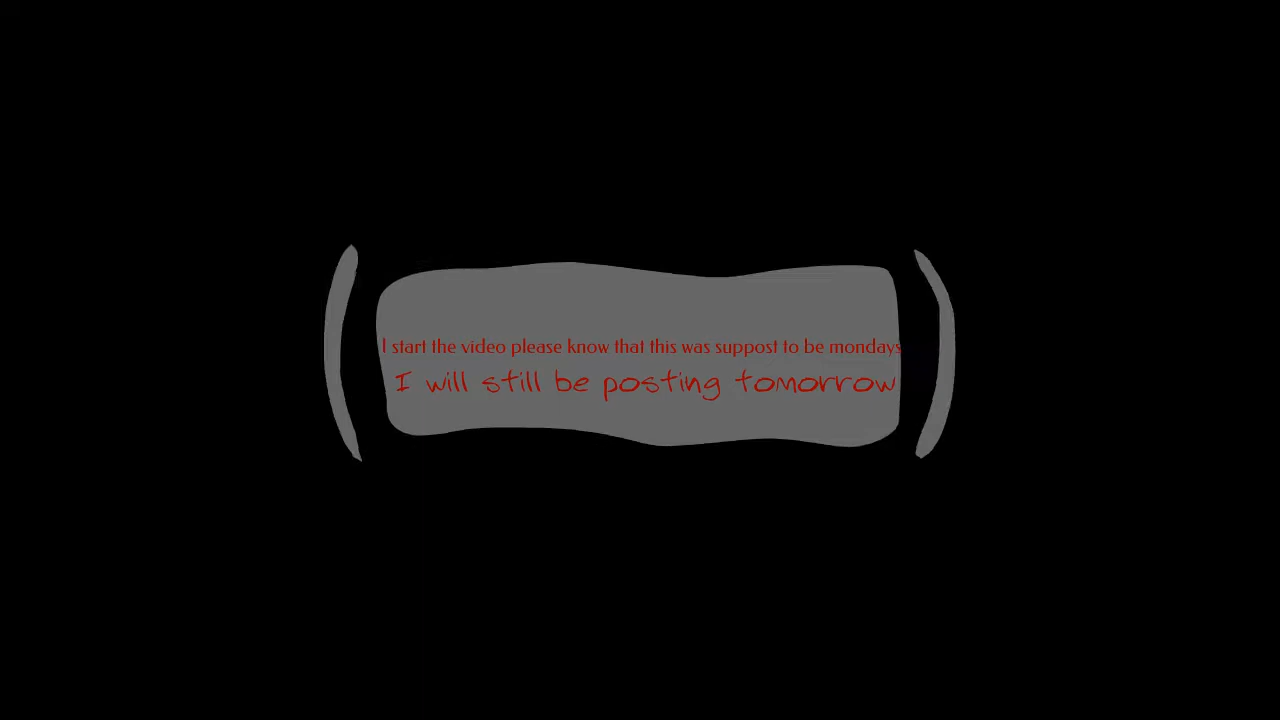 I start the video please know that this was suppost to be mondays
I will still be posting tomorrow